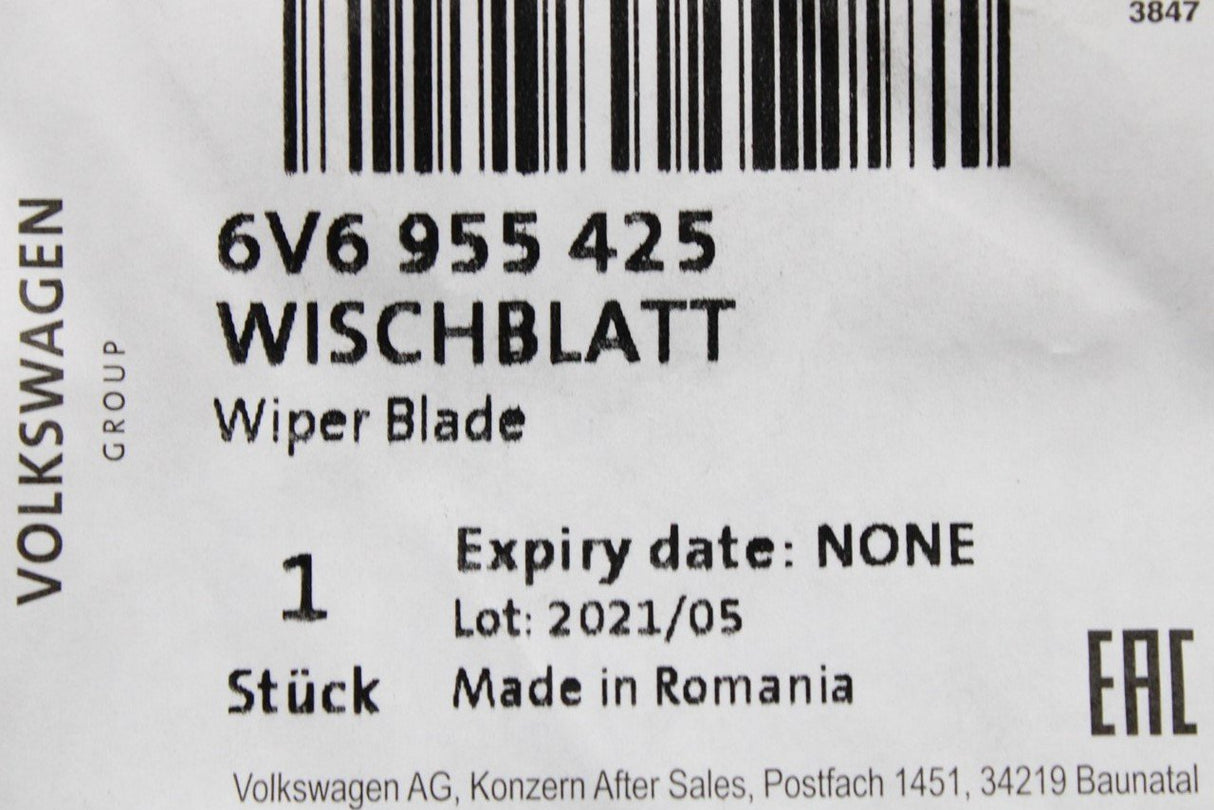 3847
6V6 955 425
WISCHBLATT
Wiper Blade
VOLKSWAGEN
GROUP
1
Stück
Expiry date: NONE
Lot: 2021/05
Made in Romania
EAC
Volkswagen AG, Konzern After Sales, Postfach 1451, 34219 Baunatal